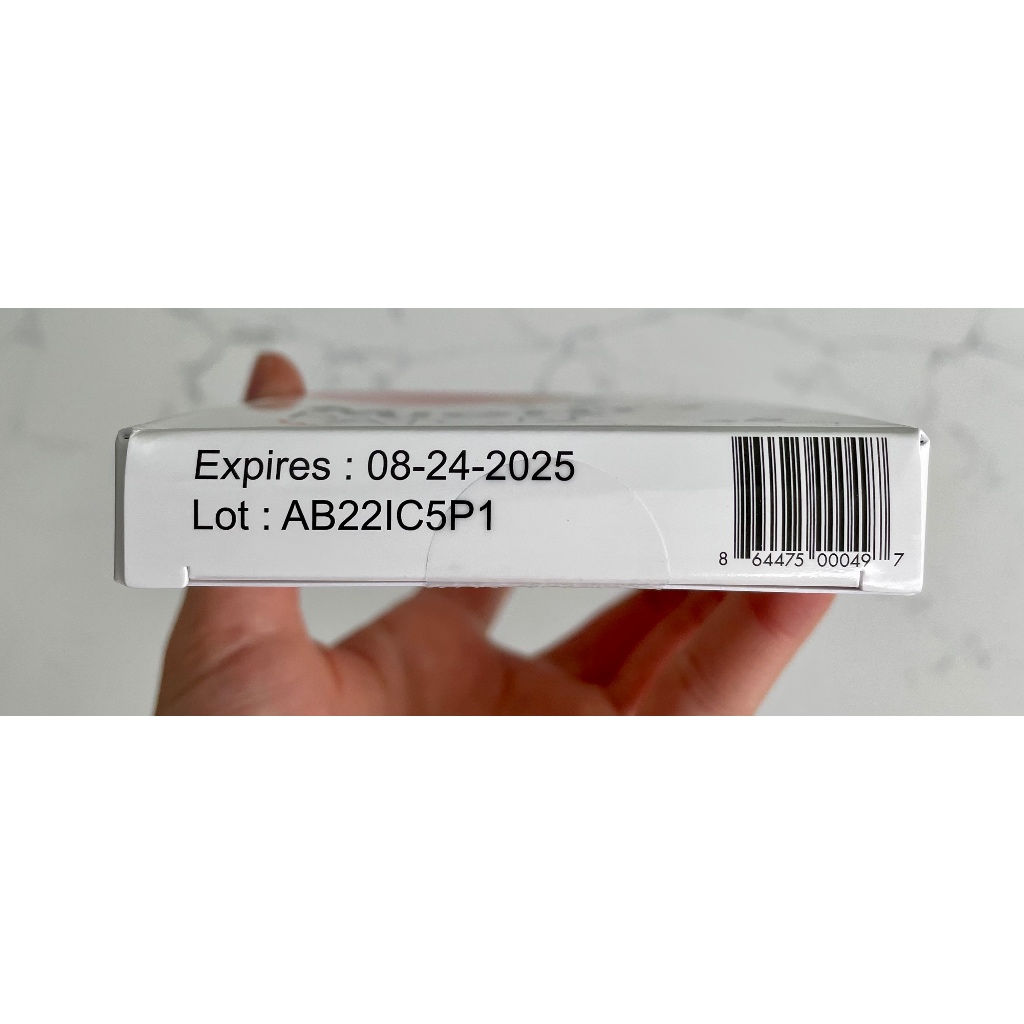 Expires : 08-24-2025
Lot : AB22IC5P1
8 64475 00049 7